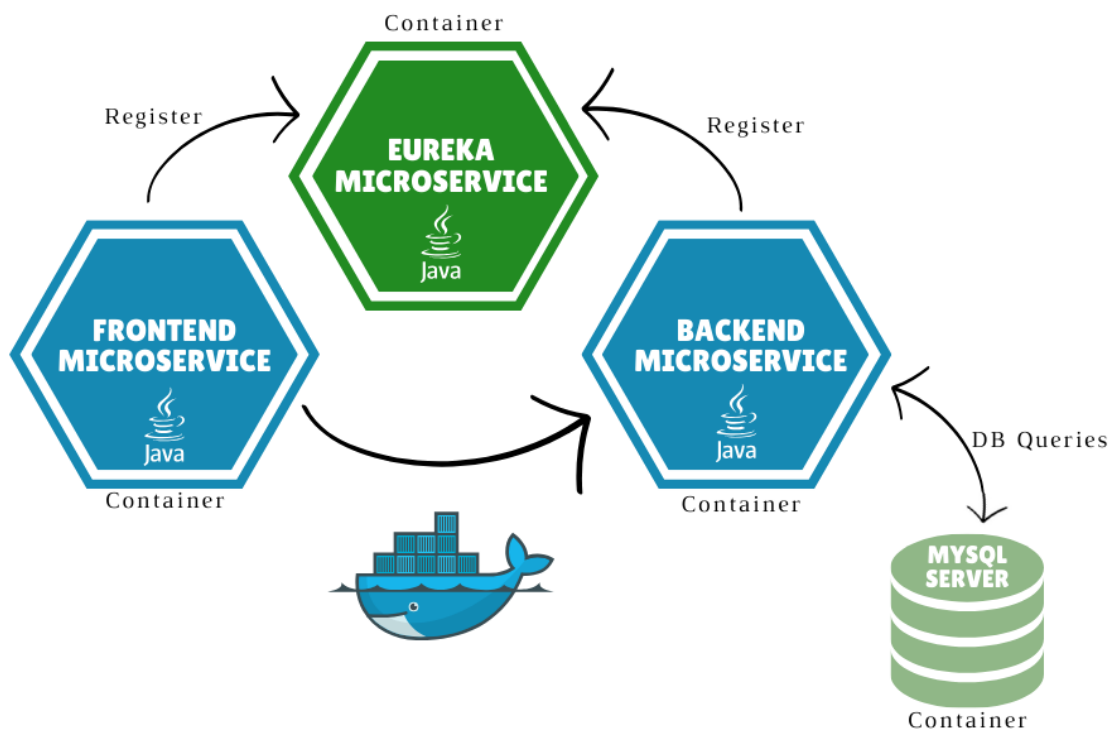 Container
Register
Register
EUREKA
MICROSERVICE
Java
FRONTEND
MICROSERVICE
Java
Container
BACKEND
MICROSERVICE
Java
Container
DB Queries
MYSQL
SERVER
Container